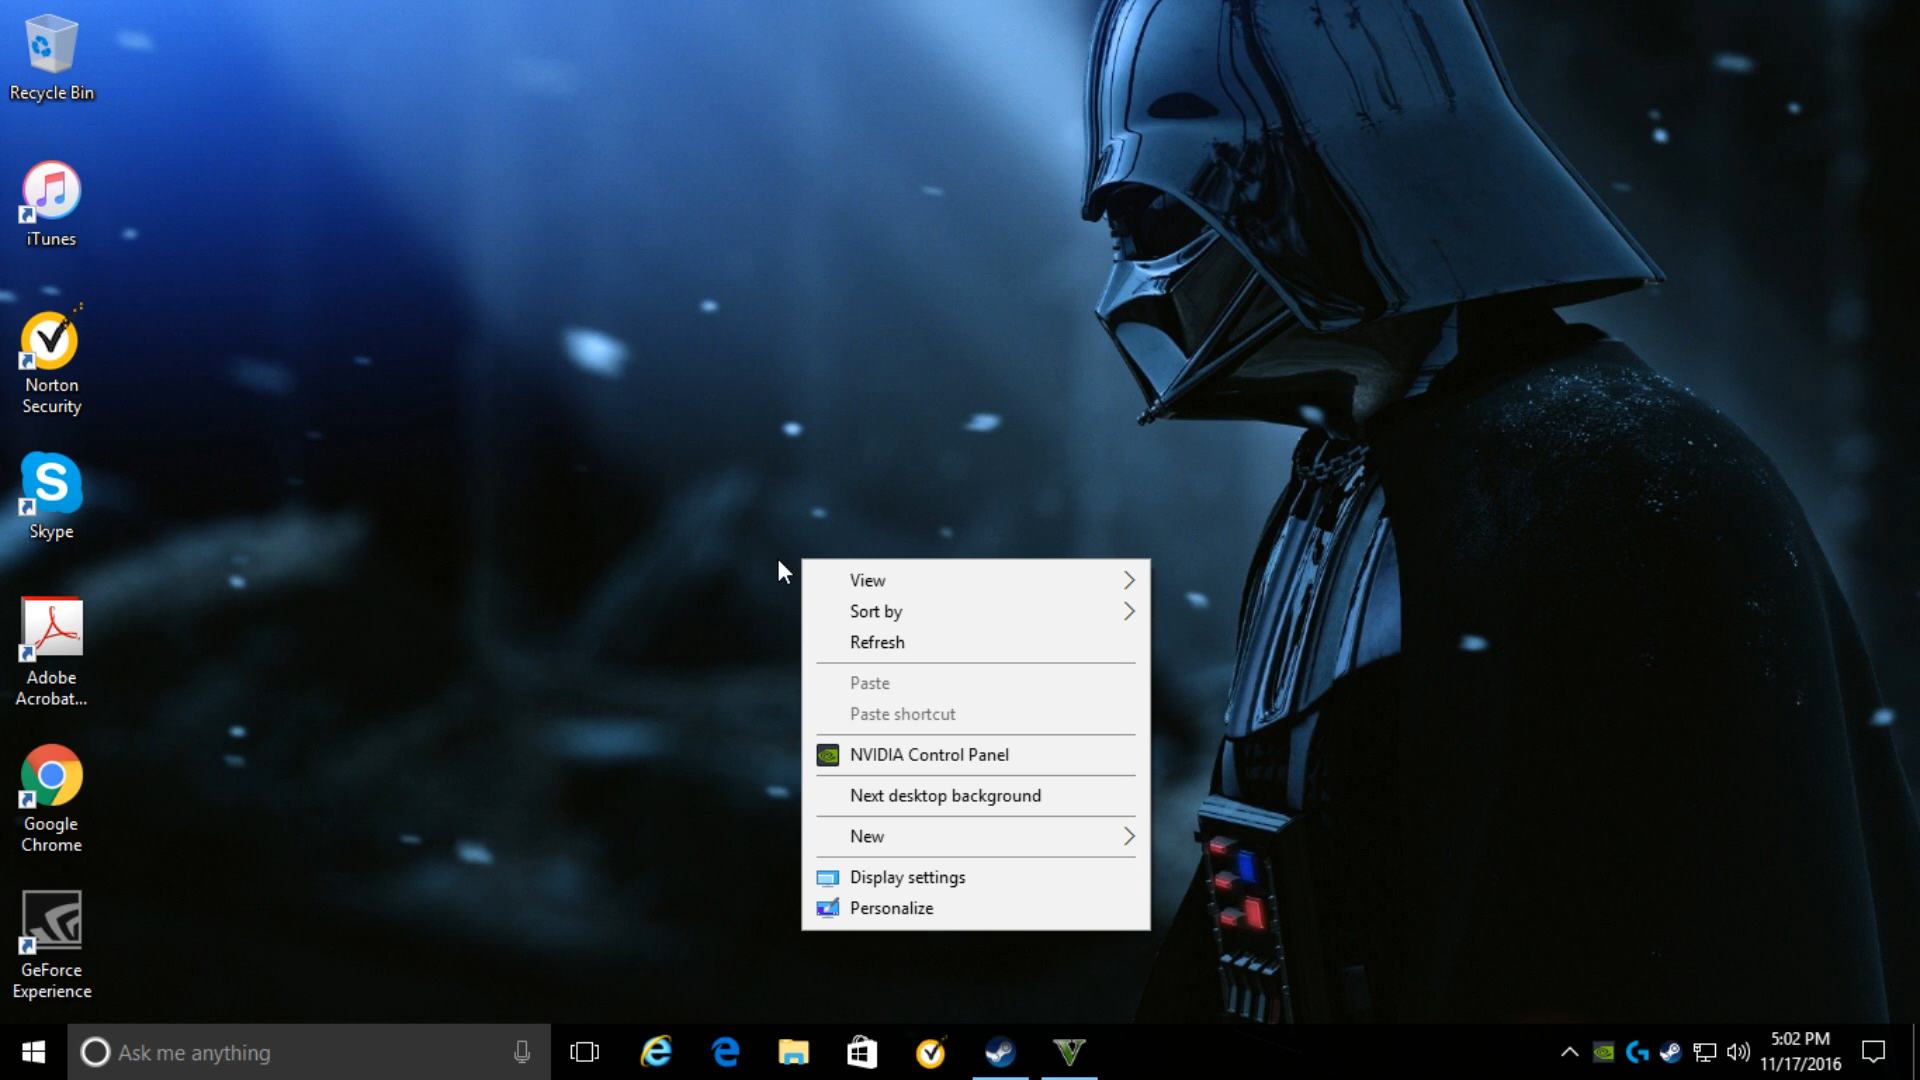 Recycle Bin
iTunes
Norton
Security
Skype
Adobe
Acrobat...
Google
Chrome
GeForce
Experience
View
Sort by
Refresh
Paste
Paste shortcut
NVIDIA Control Panel
Next desktop background
New
Display settings
Personalize
Ask me anything
5:02 PM
11/17/2016